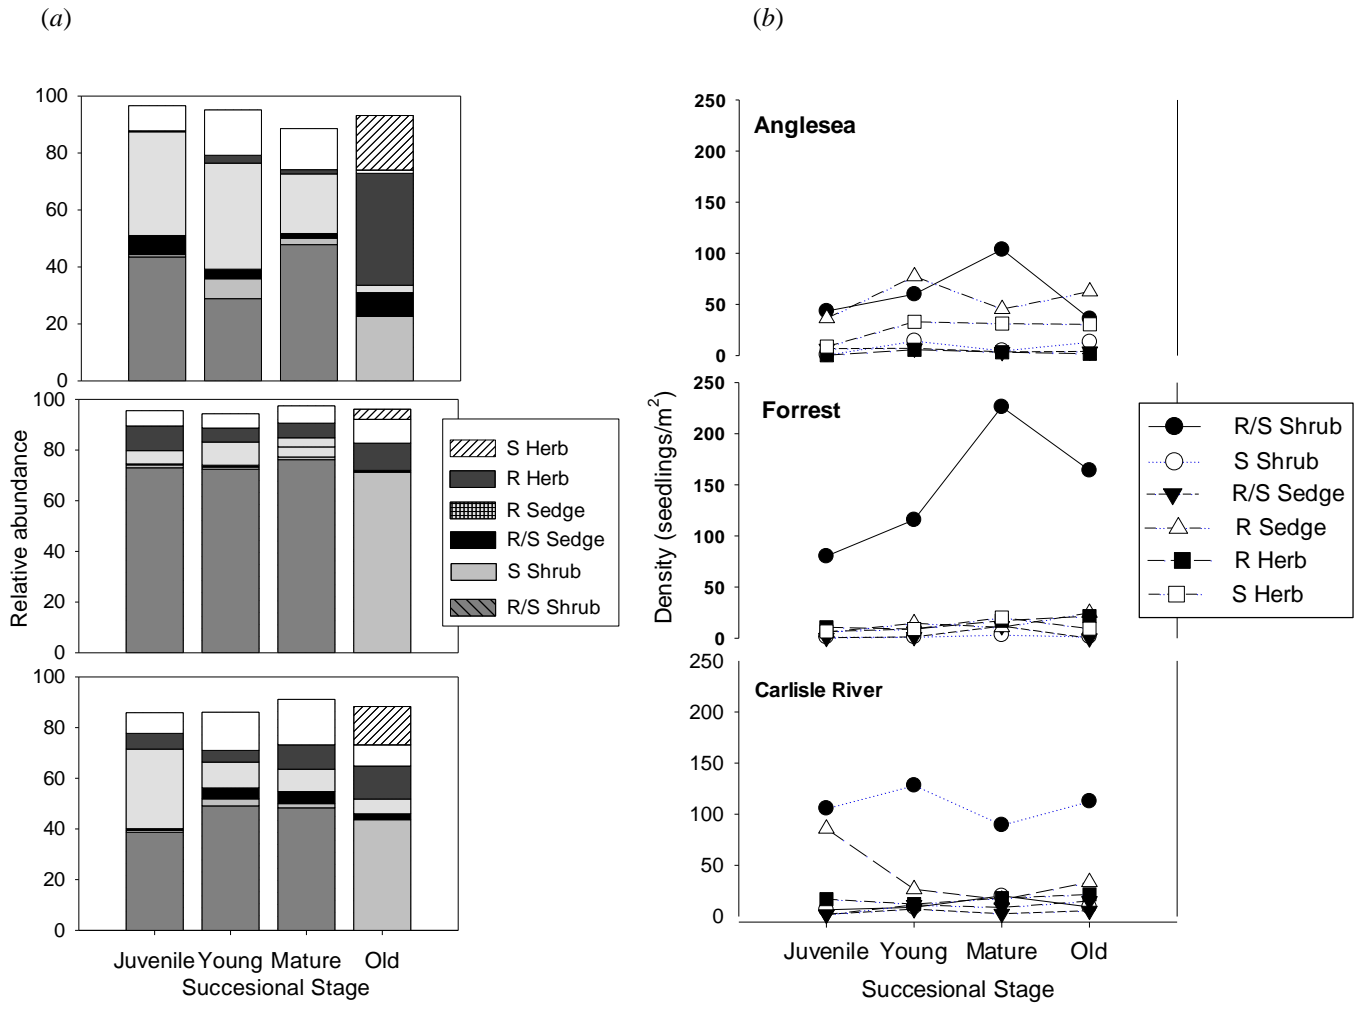 (a)
(b)
100
80
60
40
20
0
100
80
60
40
20
0
100
80
60
40
20
0
Relative abundance
S Herb
R Herb
R Sedge
R/S Sedge
S Shrub
R/S Shrub
Juvenile Young Mature Old
Succesional Stage
250
200
150
100
50
0
Anglesea
250
200
150
100
50
0
Forrest
250
200
150
100
50
0
Carlisle River
Density (seedlings/m²)
R/S Shrub
S Shrub
R/S Sedge
R Sedge
R Herb
S Herb
Juvenile Young Mature Old
Succesional Stage